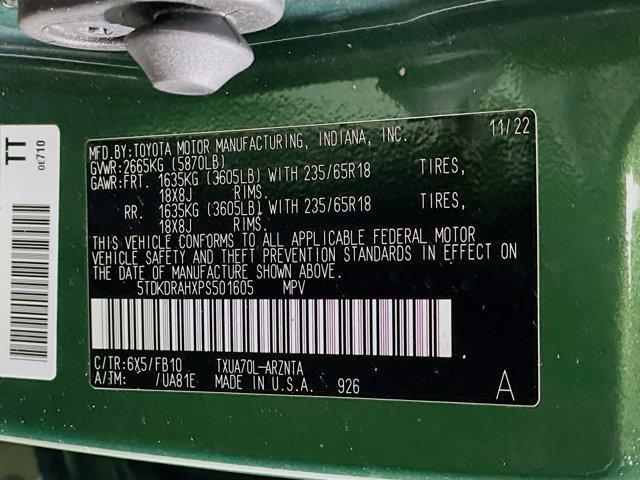 TT
0E710
MFD.BY:TOYOTA MOTOR MANUFACTURING, INDIANA, INC. 11/22
GVWR:2665KG (5870LB)
GAWR:FRT. 1635KG (3605LB) WITH 235/65R18 TIRES,
18X8J RIMS.
RR. 1635KG (3605LB) WITH 235/65R18 TIRES,
18X8J RIMS.
THIS VEHICLE CONFORMS TO ALL APPLICABLE FEDERAL MOTOR
VEHICLE SAFETY AND THEFT PREVENTION STANDARDS IN EFFECT ON
THE DATE OF MANUFACTURE SHOWN ABOVE.
5TDKDRAHXPS501605 MPV
C/TR:6X5/FB10 TXUA70L-ARZNTA
A/TM: /UA81E MADE IN U.S.A. 926 A